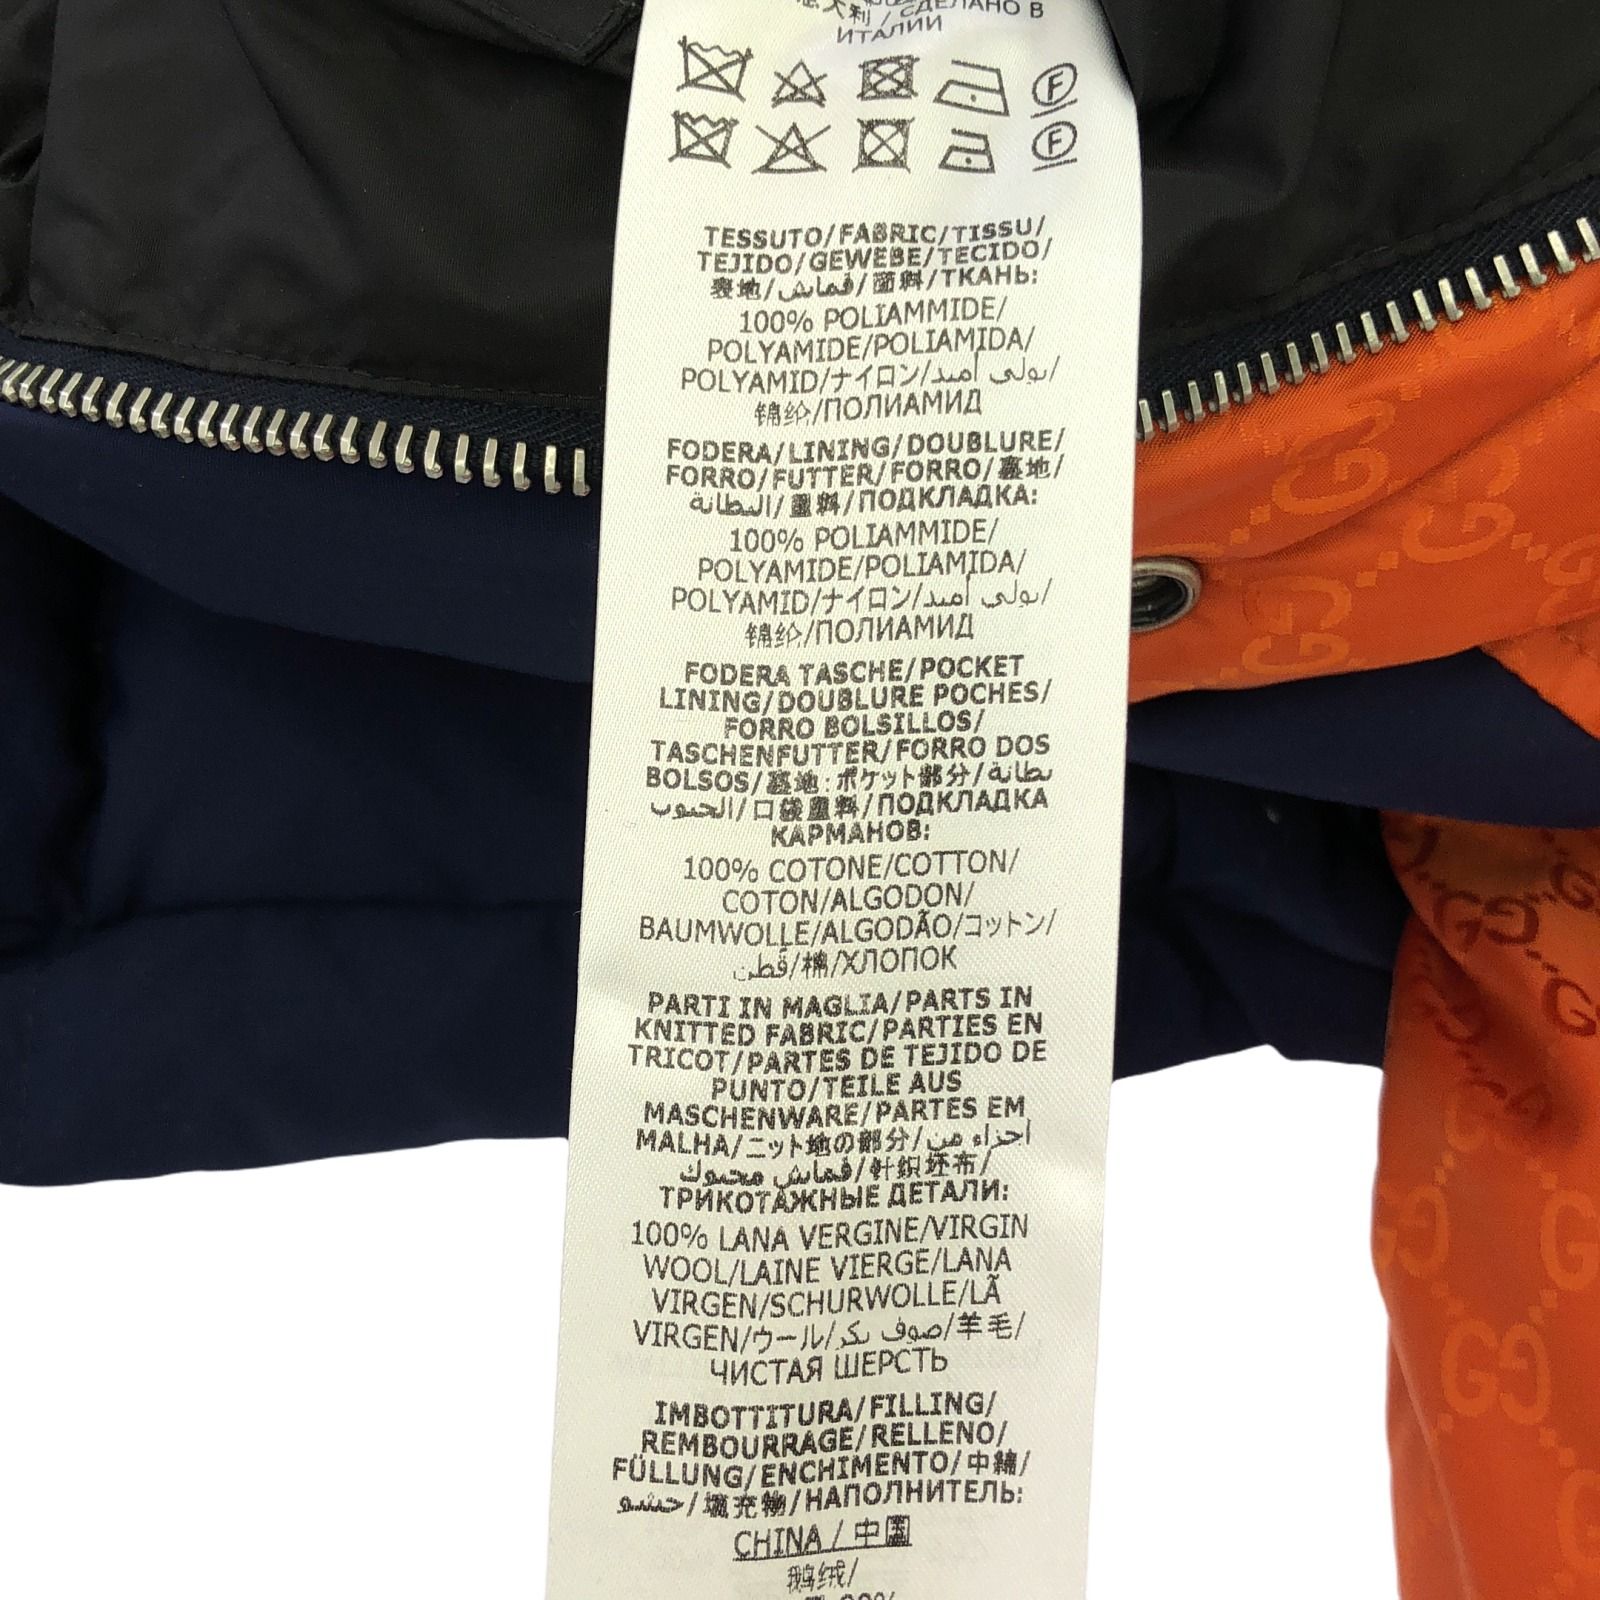 意大利 / СДЕЛАНО В
ИТАЛИИ
F
F
TESSUTO/FABRIC/TISSU/
TEJIDO/GEWEBE/TECIDO/
表地/قماش/面料/ТКАНЬ:
100% POLIAMMIDE/
POLYAMIDE/POLIAMIDA/
POLYAMID/ナイロン/بولي أميد/
锦纶/ПОЛИАМИД
FODERA/LINING/DOUBLURE/
FORRO/FUTTER/FORRO/裏地/
البطانة/里料/ПОДКЛАДКА:
100% POLIAMMIDE/
POLYAMIDE/POLIAMIDA/
POLYAMID/ナイロン/بولي أميد/
锦纶/ПОЛИАМИД
FODERA TASCHE/POCKET
LINING/DOUBLURE POCHES/
FORRO BOLSILLOS/
TASCHENFUTTER/FORRO DOS
BOLSOS/裏地:ポケット部分/بطانة
الجيوب/口袋里料/ПОДКЛАДКА
КАРМАНОВ:
100% COTONE/COTTON/
COTON/ALGODON/
BAUMWOLLE/ALGODÃO/コットン/
قطن/棉/ХЛОПОК
PARTI IN MAGLIA/PARTS IN
KNITTED FABRIC/PARTIES EN
TRICOT/PARTES DE TEJIDO DE
PUNTO/TEILE AUS
MASCHENWARE/PARTES EM
MALHA/ニット地の部分/أجزاء من
قماش محبوك/针织坯布/
ТРИКОТАЖНЫЕ ДЕТАЛИ:
100% LANA VERGINE/VIRGIN
WOOL/LAINE VIERGE/LANA
VIRGEN/SCHURWOLLE/LÃ
VIRGEN/ウール/صوف بكر/羊毛/
ЧИСТАЯ ШЕРСТЬ
IMBOTTITURA/FILLING/
REMBOURRAGE/RELLENO/
FÜLLUNG/ENCHIMENTO/中綿/
حشو/填充物/НАПОЛНИТЕЛЬ:
CHINA / 中国
鹅绒/